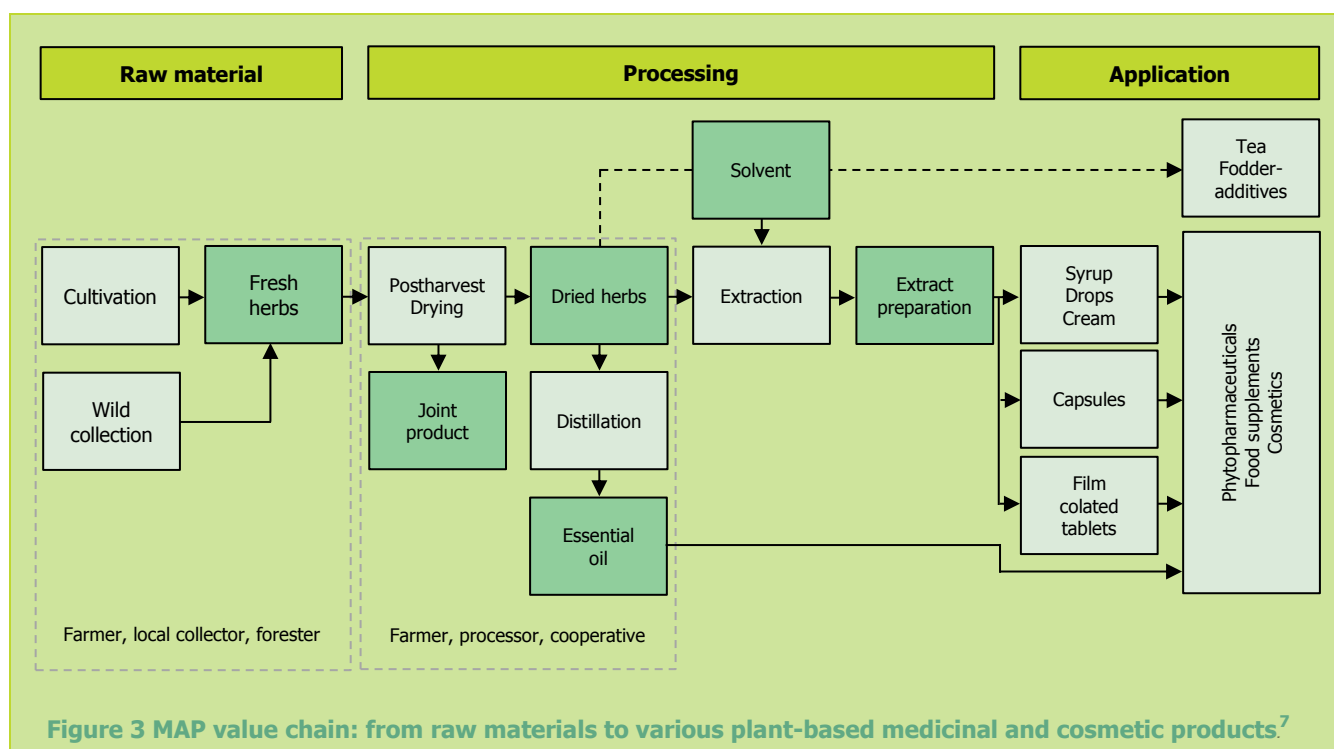 Raw material
Processing
Application
Solvent
Tea
Fodder-
additives
Cultivation
Fresh
herbs
Postharvest
Drying
Dried herbs
Extraction
Extract
preparation
Syrup
Drops
Cream
Wild
collection
Joint
product
Distillation
Capsules
Phytopharmaceuticals
Food supplements
Cosmetics
Film
colated
tablets
Essential
oil
Farmer, local collector, forester
Farmer, processor, cooperative
Figure 3 MAP value chain: from raw materials to various plant-based medicinal and cosmetic products.7